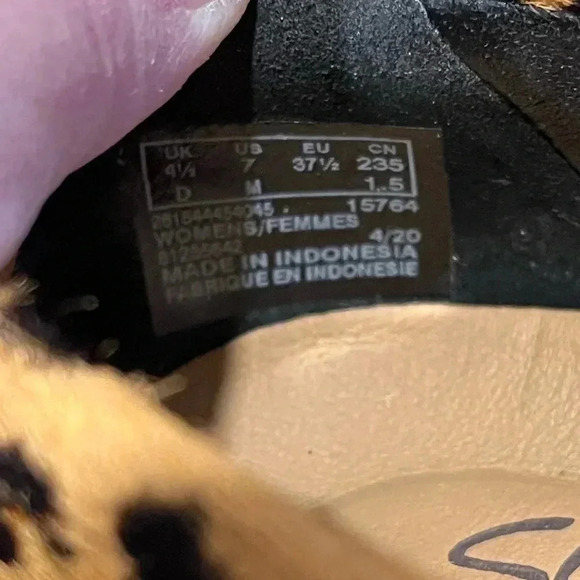 UK US EU CN
4½ 7 37½ 235
D M 1.5
261544454045 . 15764
WOMENS/FEMMES
4/20
MADE IN INDONESIA
FABRIQUE EN INDONESIE